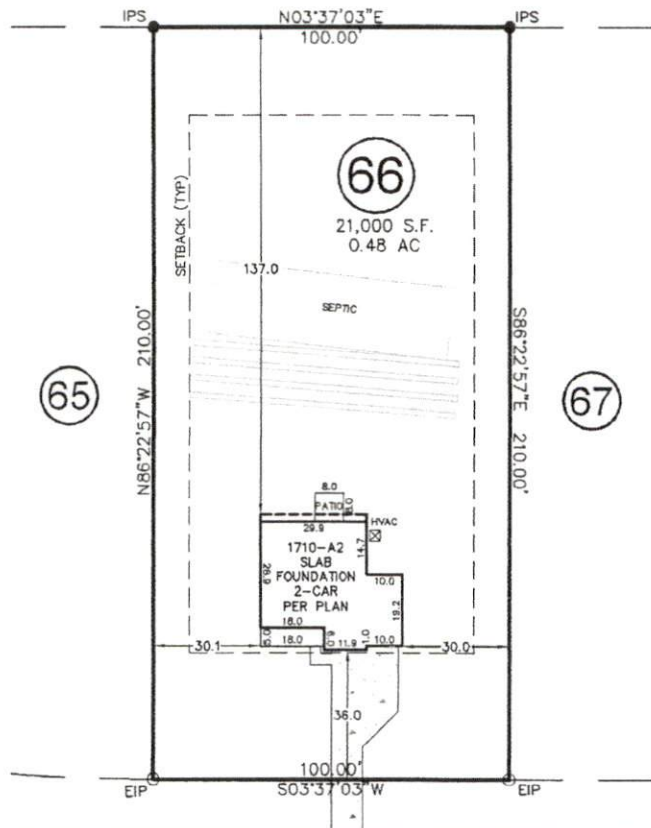 IPS
N03°37'03"E
IPS
100.00'
66
21,000 S.F.
0.48 AC
SETBACK (TYP)
137.0
SEPTIC
N86°22'57"W 210.00'
S86°22'57"E 210.00'
65
67
8.0
PATIO
8.0
29.9
HVAC
14.7
1710-A2
SLAB
FOUNDATION
2-CAR
PER PLAN
26.9
10.0
19.2
18.0
5.0
18.0
6.0
11.9
1.0
10.0
30.1
30.0
36.0
100.00'
EIP
S03°37'03"W
EIP